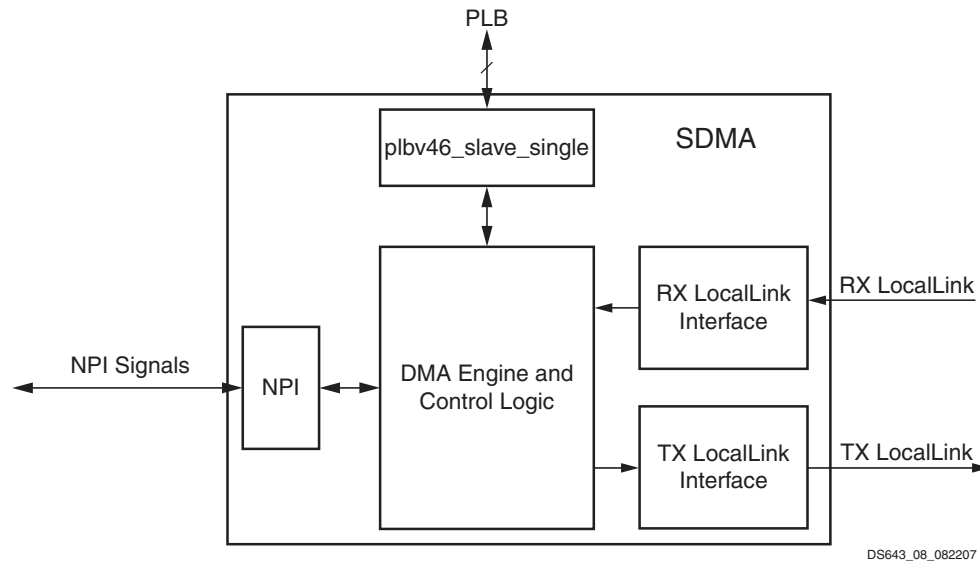 PLB
plbv46_slave_single
SDMA
RX LocalLink
Interface
RX LocalLink
NPI Signals
NPI
DMA Engine and
Control Logic
TX LocalLink
Interface
TX LocalLink
DS643_08_082207